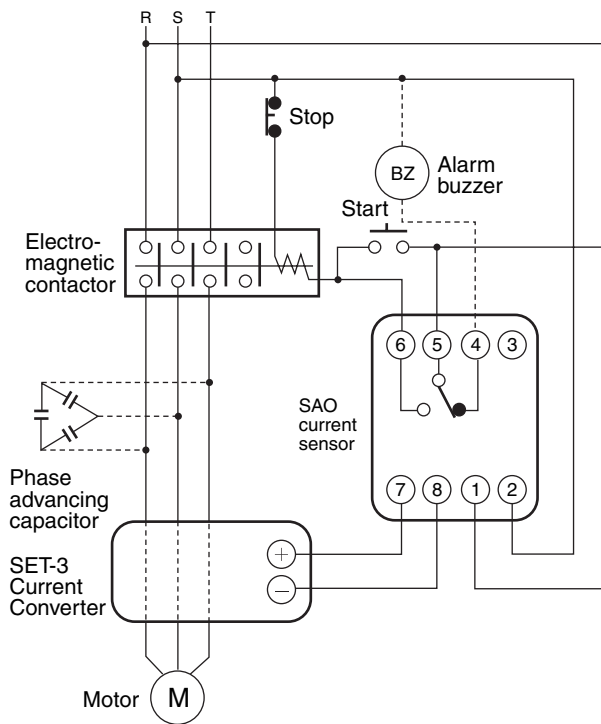 R S T
Stop
BZ
Alarm
buzzer
Start
Electro-
magnetic
contactor
6 5 4 3
SAO
current
sensor
7 8 1 2
Phase
advancing
capacitor
SET-3
Current
Converter
+
−
Motor
M